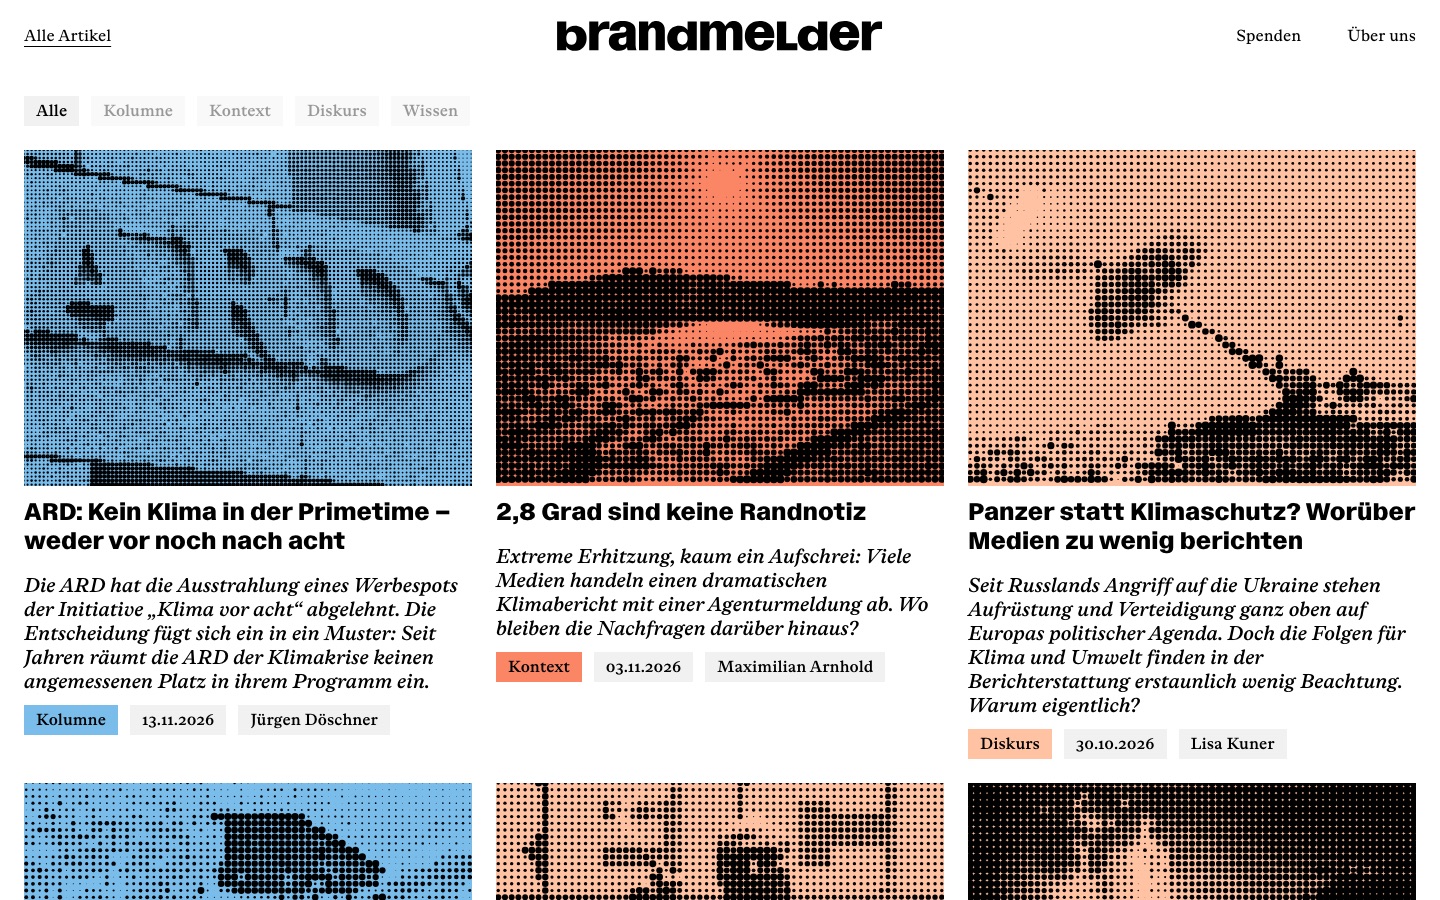 Alle Artikel
brandmelder
Spenden
Über uns
Alle
Kolumne
Kontext
Diskurs
Wissen
ARD: Kein Klima in der Primetime –
weder vor noch nach acht
Die ARD hat die Ausstrahlung eines Werbespots
der Initiative „Klima vor acht“ abgelehnt. Die
Entscheidung fügt sich ein in ein Muster: Seit
Jahren räumt die ARD der Klimakrise keinen
angemessenen Platz in ihrem Programm ein.
Kolumne
13.11.2026
Jürgen Döschner
2,8 Grad sind keine Randnotiz
Extreme Erhitzung, kaum ein Aufschrei: Viele
Medien handeln einen dramatischen
Klimabericht mit einer Agenturmeldung ab. Wo
bleiben die Nachfragen darüber hinaus?
Kontext
03.11.2026
Maximilian Arnhold
Panzer statt Klimaschutz? Worüber
Medien zu wenig berichten
Seit Russlands Angriff auf die Ukraine stehen
Aufrüstung und Verteidigung ganz oben auf
Europas politischer Agenda. Doch die Folgen für
Klima und Umwelt finden in der
Berichterstattung erstaunlich wenig Beachtung.
Warum eigentlich?
Diskurs
30.10.2026
Lisa Kuner